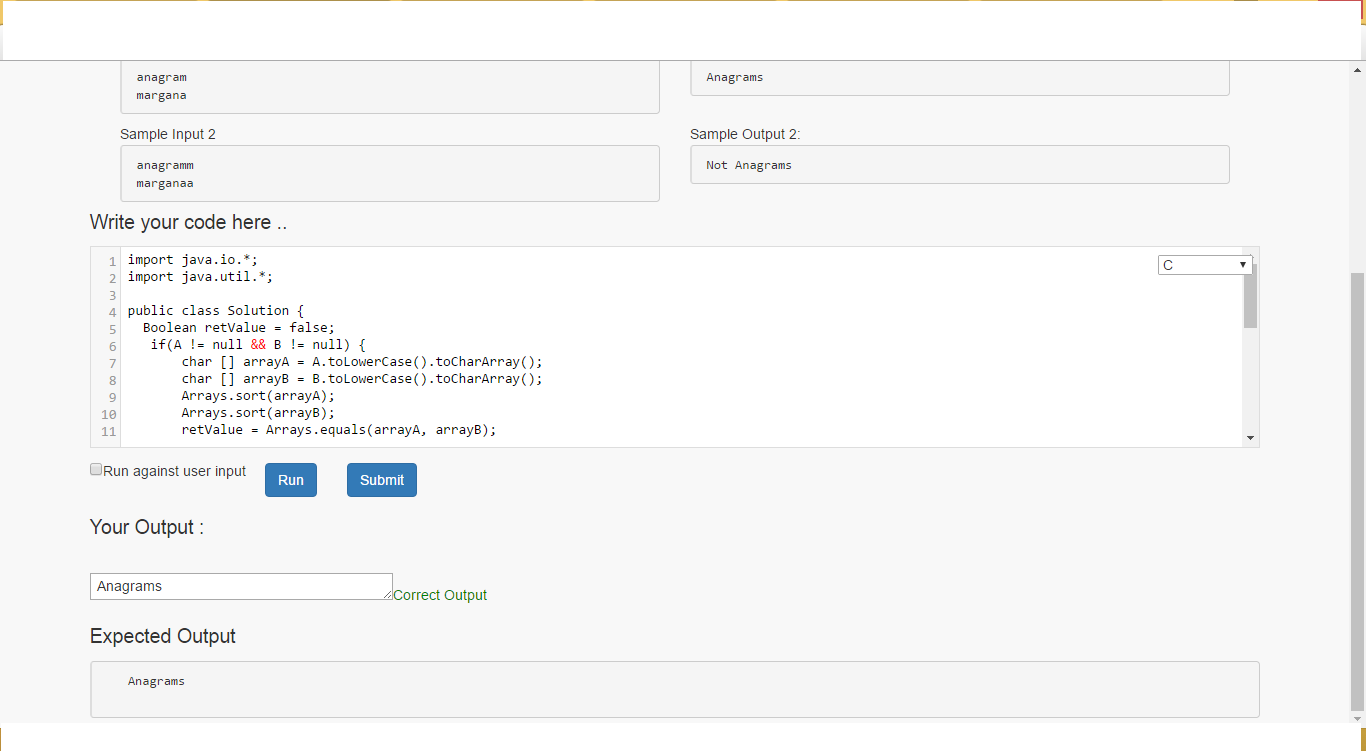 anagram
margana
Anagrams
Sample Input 2
Sample Output 2:
anagramm
marganaa
Not Anagrams
Write your code here ..
C
1 import java.io.*;
2 import java.util.*;
3
4 public class Solution {
5 Boolean retValue = false;
6 if(A != null && B != null) {
7 char [] arrayA = A.toLowerCase().toCharArray();
8 char [] arrayB = B.toLowerCase().toCharArray();
9 Arrays.sort(arrayA);
10 Arrays.sort(arrayB);
11 retValue = Arrays.equals(arrayA, arrayB);
Run against user input Run Submit
Your Output :
Anagrams
Correct Output
Expected Output
Anagrams